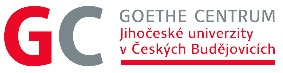 GC GOETHE CENTRUM
Jihočeské univerzity
v Českých Budějovicích